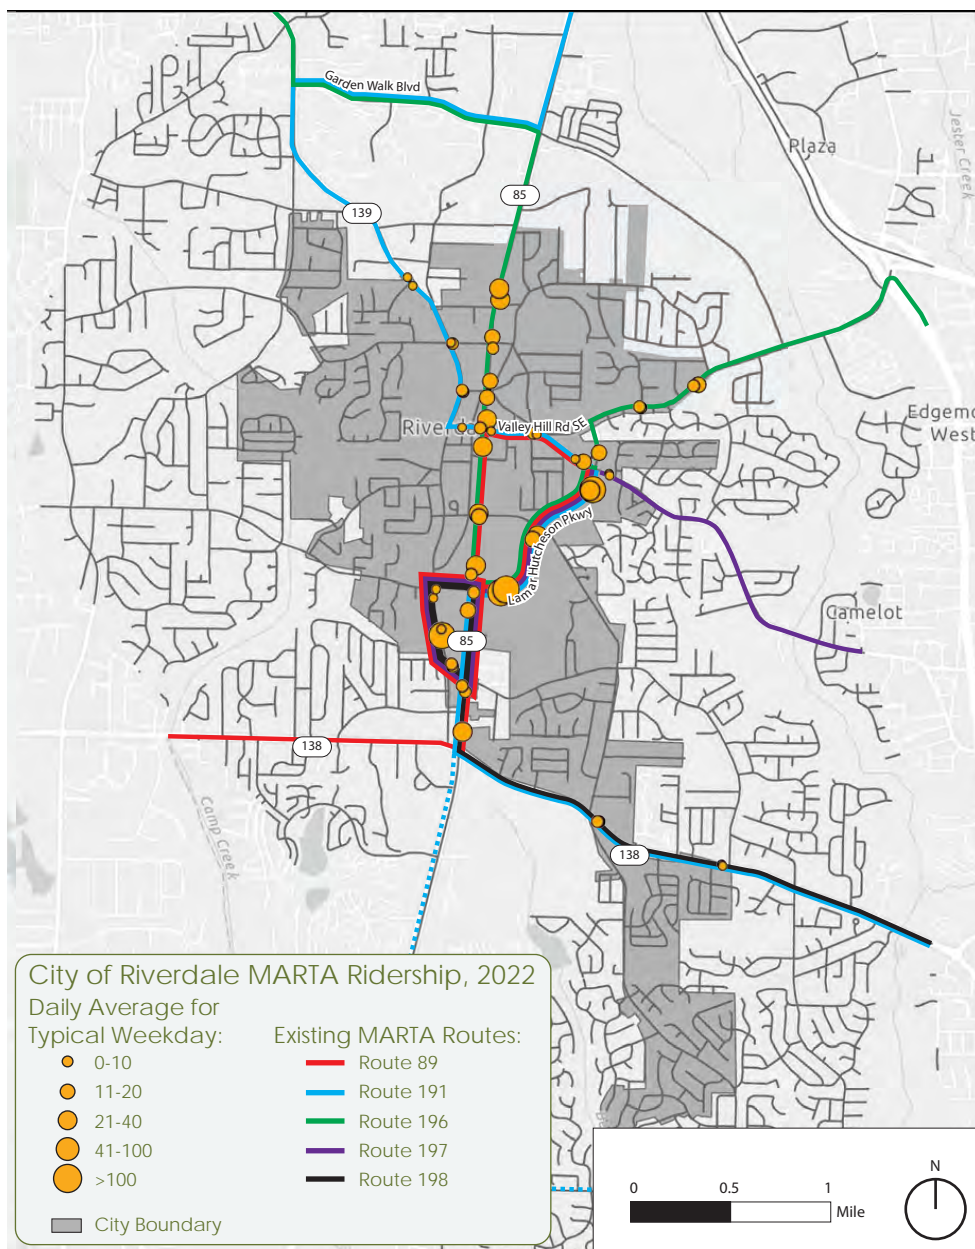 Garden Walk Blvd
Plaza
Jester Creek
85
139
Edgemo
West
Riverda
Valley Hill Rd SE
Lamar Hutcheson Pkwy
Camelot
85
138
Camp Creek
138
City of Riverdale MARTA Ridership, 2022
Daily Average for
Typical Weekday:
Existing MARTA Routes:
0-10
Route 89
11-20
Route 191
21-40
Route 196
41-100
Route 197
>100
Route 198
City Boundary
N
0
0.5
1
Mile